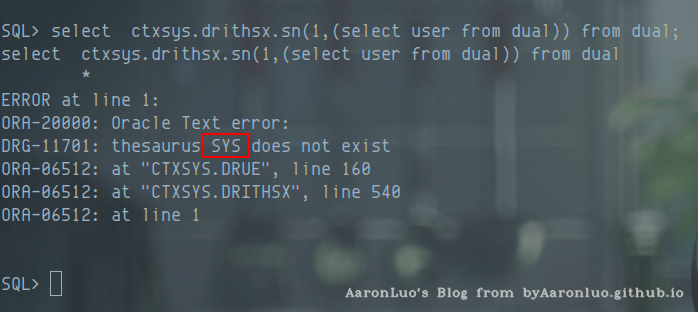 SQL> select  ctxsys.drithsx.sn(1,(select user from dual)) from dual;
select  ctxsys.drithsx.sn(1,(select user from dual)) from dual
        *
ERROR at line 1:
ORA-20000: Oracle Text error:
DRG-11701: thesaurus SYS does not exist
ORA-06512: at "CTXSYS.DRUE", line 160
ORA-06512: at "CTXSYS.DRITHSX", line 540
ORA-06512: at line 1
SQL>
AaronLuo's Blog from byAaronluo.github.io